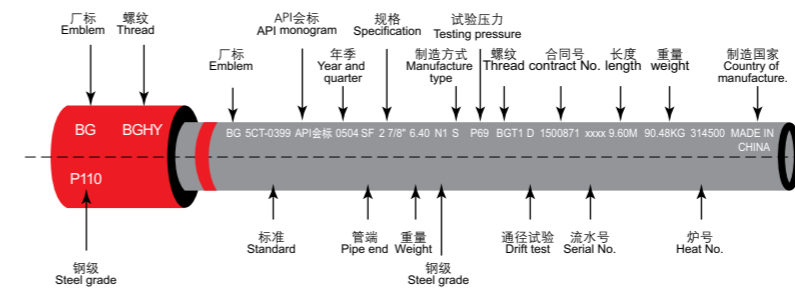 厂标
Emblem
螺纹
Thread
厂标
Emblem
API会标
API monogram
年季
Year and
quarter
规格
Specification
制造方式
Manufacture
type
试验压力
Testing pressure
螺纹
Thread
合同号
contract No.
长度
length
重量
weight
制造国家
Country of
manufacture.
BG BGHY
P110
BG 5CT-0399 API会标 0504 SF 2 7/8" 6.40 N1 S P69 BGT1 D 1500871 xxxx 9.60M 90.48KG 314500 MADE IN
CHINA
钢级
Steel grade
标准
Standard
管端
Pipe end
重量
Weight
钢级
Steel grade
通径试验
Drift test
流水号
Serial No.
炉号
Heat No.